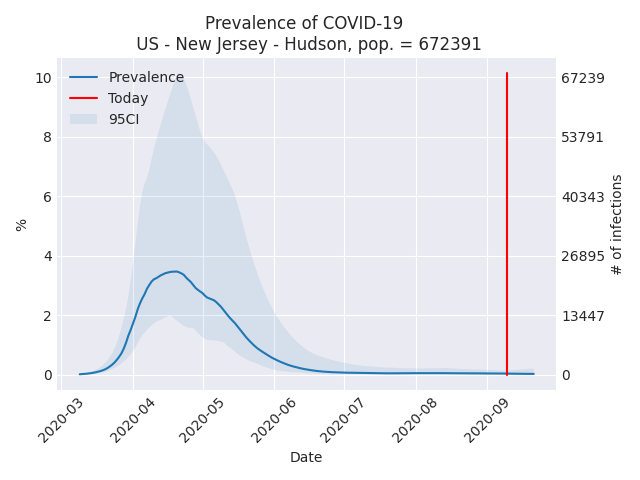 Prevalence of COVID-19
US - New Jersey - Hudson, pop. = 672391
Prevalence
Today
95CI
10
8
6
4
2
0
%
67239
53791
40343
26895
13447
0
# of infections
2020-03
2020-04
2020-05
2020-06
2020-07
2020-08
2020-09
Date